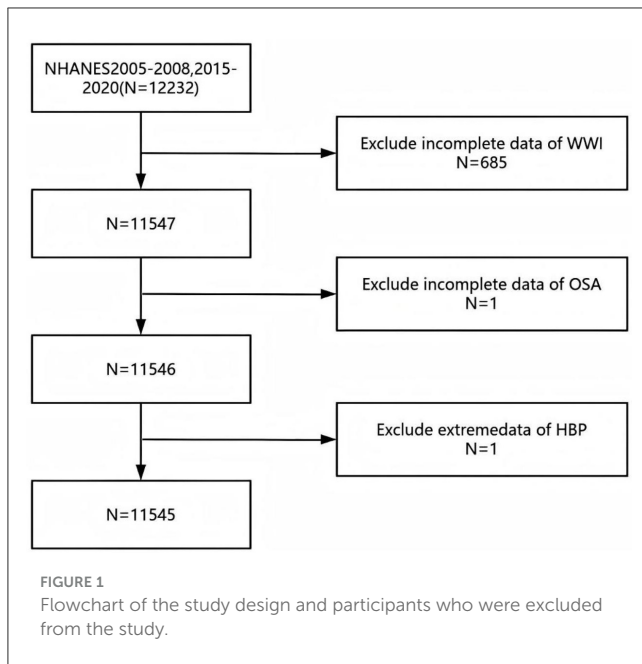 NHANES2005-2008,2015-
2020(N=12232)
Exclude incomplete data of WWI
N=685
N=11547
Exclude incomplete data of OSA
N=1
N=11546
Exclude extremedata of HBP
N=1
N=11545
FIGURE 1
Flowchart of the study design and participants who were excluded
from the study.